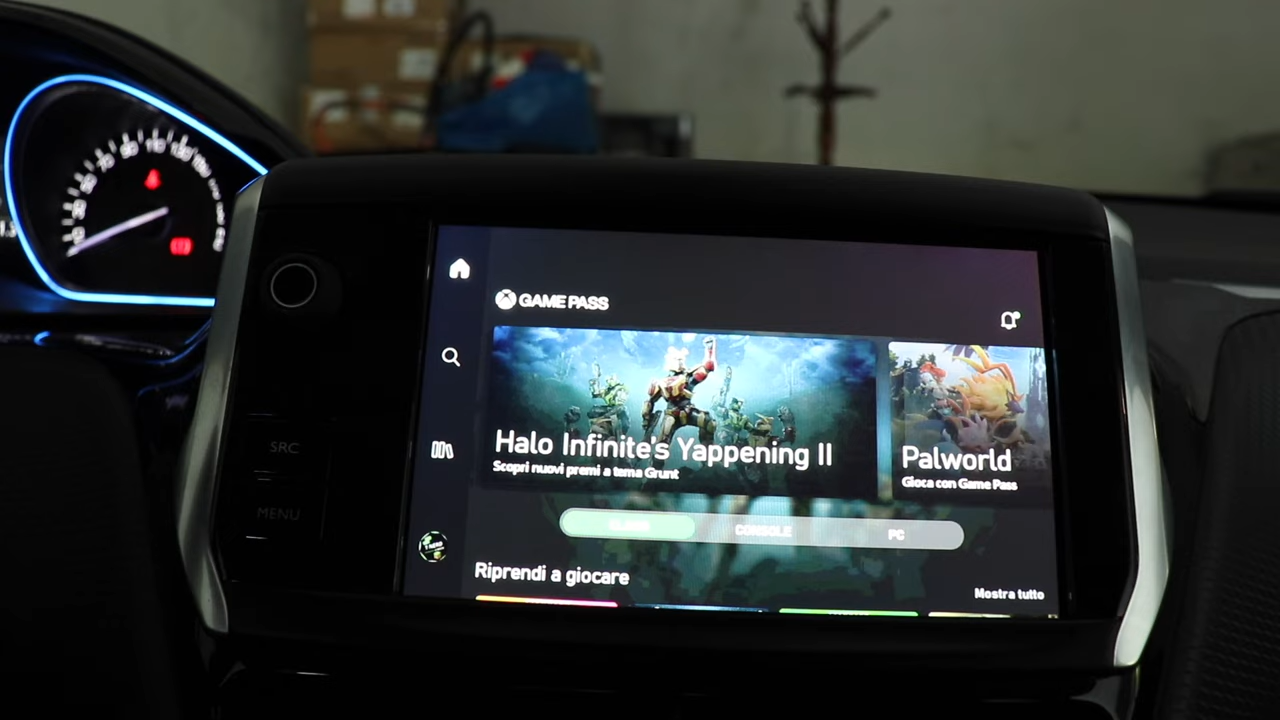 SRC
MENU
GAME PASS
Halo Infinite's Yappening II
Scopri nuovi premi a tema Grunt
Palworld
Gioca con Game Pass
CLOUD
CONSOLE
PC
Riprendi a giocare
Mostra tutto